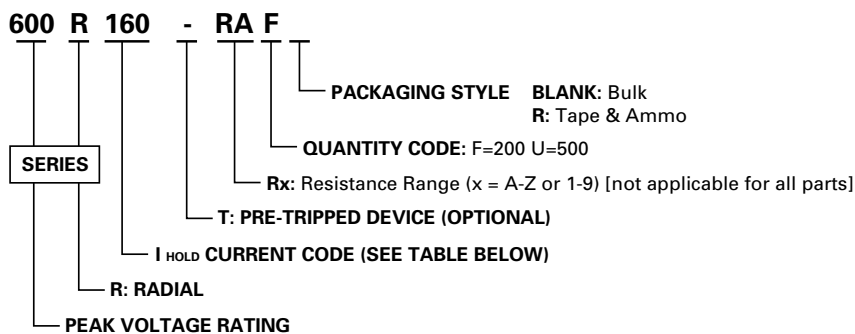 600 R 160 - RA F _
PACKAGING STYLE BLANK: Bulk
R: Tape & Ammo
QUANTITY CODE: F=200 U=500
SERIES
Rx: Resistance Range (x = A-Z or 1-9) [not applicable for all parts]
T: PRE-TRIPPED DEVICE (OPTIONAL)
I HOLD CURRENT CODE (SEE TABLE BELOW)
R: RADIAL
PEAK VOLTAGE RATING